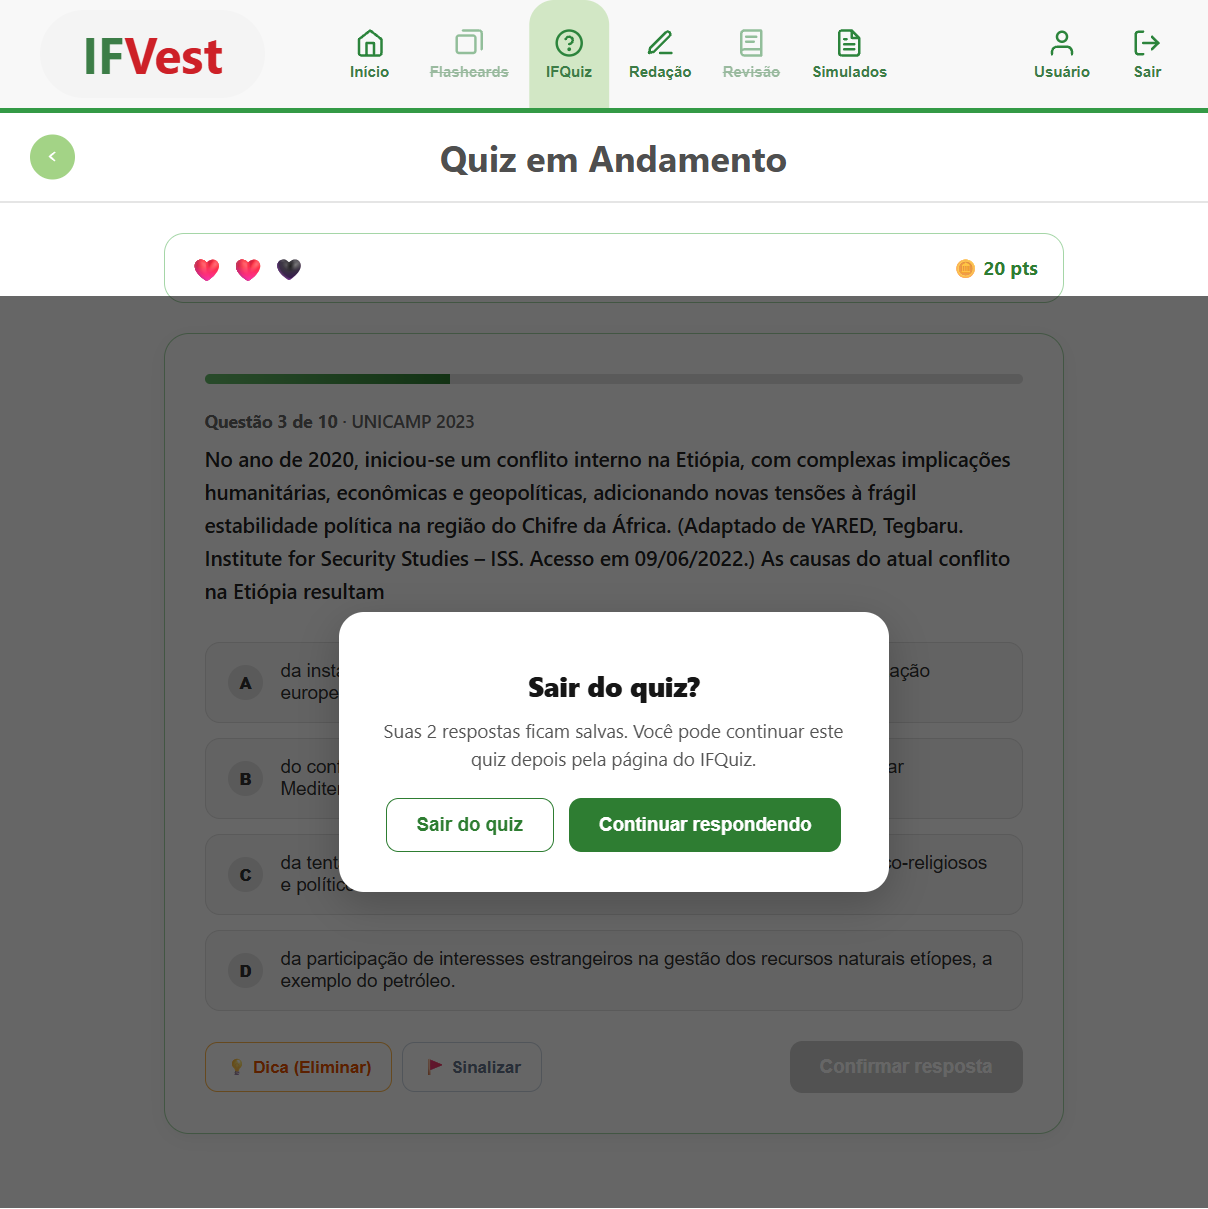 IFVest
Início
Flashcards
IFQuiz
Redação
Revisão
Simulados
Usuário
Sair
Quiz em Andamento
20 pts
Questão 3 de 10 · UNICAMP 2023
No ano de 2020, iniciou-se um conflito interno na Etiópia, com complexas implicações
humanitárias, econômicas e geopolíticas, adicionando novas tensões à frágil
estabilidade política na região do Chifre da África. (Adaptado de YARED, Tegbaru.
Institute for Security Studies – ISS. Acesso em 09/06/2022.) As causas do atual conflito
na Etiópia resultam
A
da
B
do
C
da
e
co-religiosos
Sair do quiz?
Suas 2 respostas ficam salvas. Você pode continuar este
quiz depois pela página do IFQuiz.
Sair do quiz
Continuar respondendo
D
da participação de interesses estrangeiros na gestão dos recursos naturais etíopes, a
exemplo do petróleo.
Dica (Eliminar)
Sinalizar
Confirmar resposta